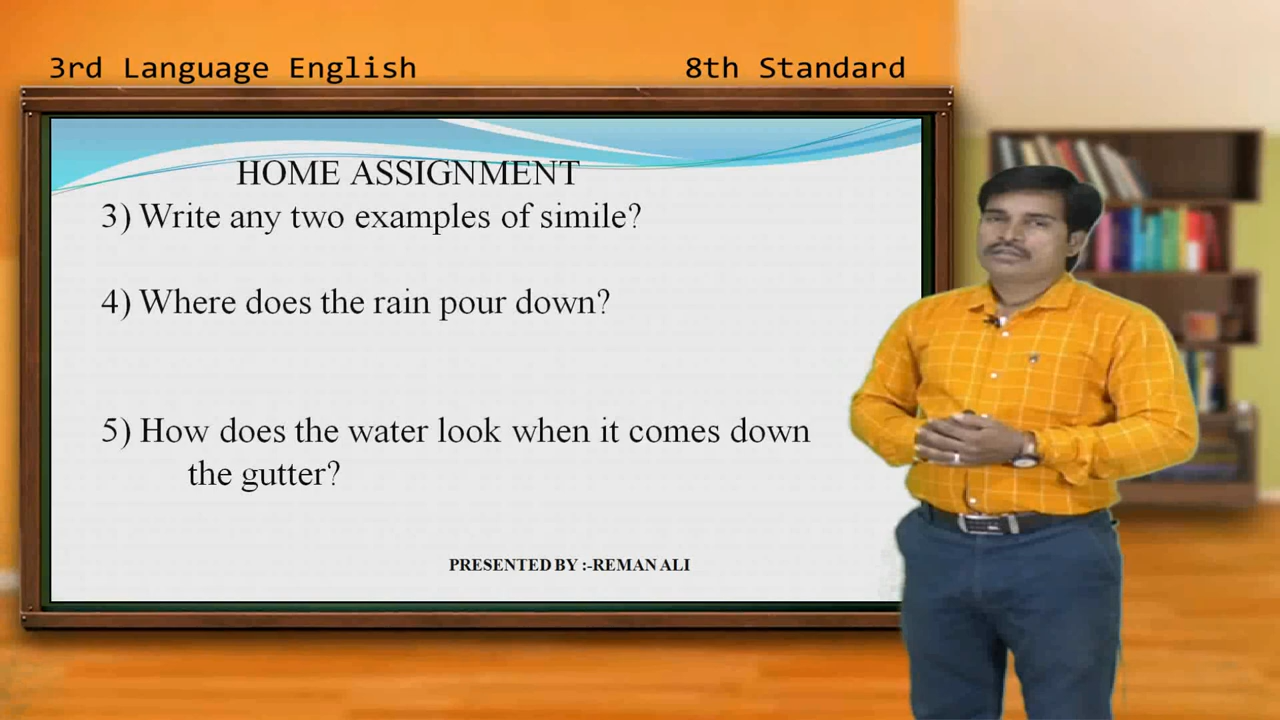 3rd Language English
8th Standard
HOME ASSIGNMENT
3) Write any two examples of simile?
4) Where does the rain pour down?
5) How does the water look when it comes down
the gutter?
PRESENTED BY :-REMAN ALI